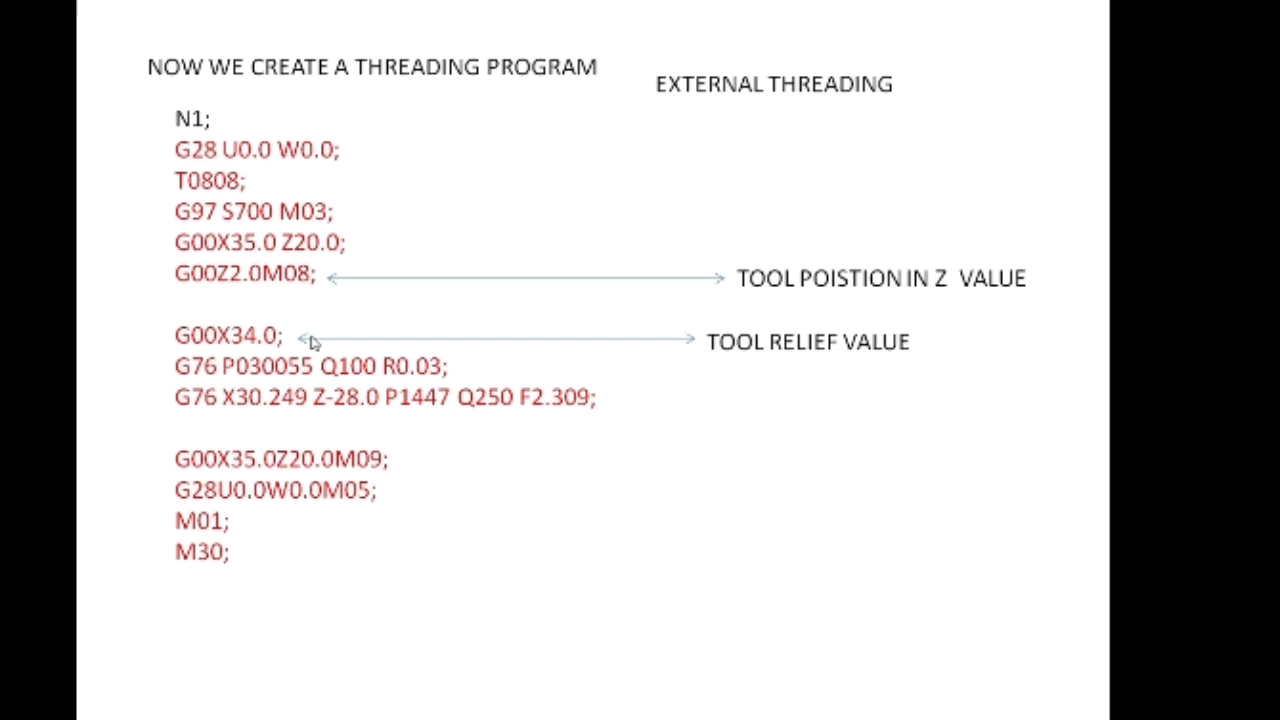 NOW WE CREATE A THREADING PROGRAM
EXTERNAL THREADING
N1;
G28 U0.0 W0.0;
T0808;
G97 S700 M03;
G00X35.0 Z20.0;
G00Z2.0M08;
TOOL POISTION IN Z VALUE
G00X34.0;
TOOL RELIEF VALUE
G76 P030055 Q100 R0.03;
G76 X30.249 Z-28.0 P1447 Q250 F2.309;
G00X35.0Z20.0M09;
G28U0.0W0.0M05;
M01;
M30;